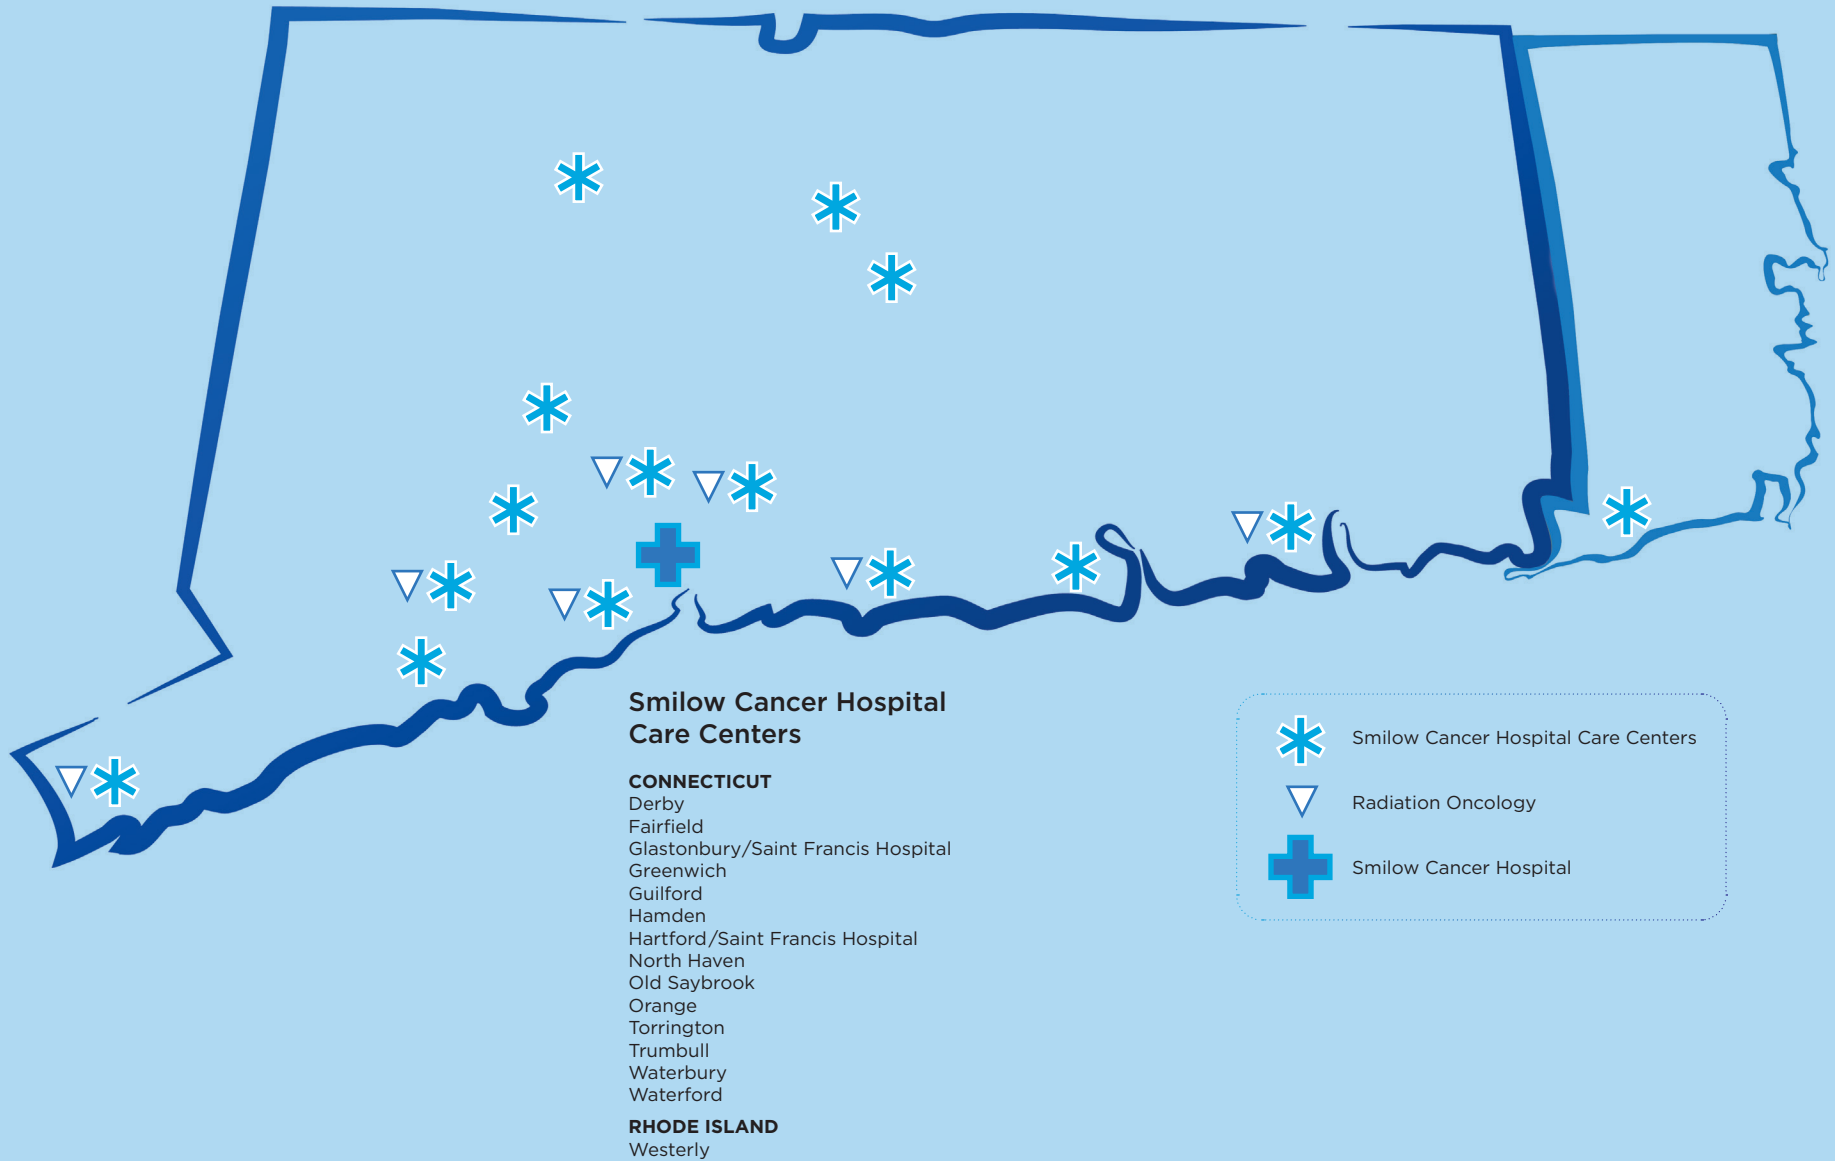 Smilow Cancer Hospital
Care Centers
CONNECTICUT
Derby
Fairfield
Glastonbury/Saint Francis Hospital
Greenwich
Guilford
Hamden
Hartford/Saint Francis Hospital
North Haven
Old Saybrook
Orange
Torrington
Trumbull
Waterbury
Waterford
RHODE ISLAND
Westerly
Smilow Cancer Hospital Care Centers
Radiation Oncology
Smilow Cancer Hospital